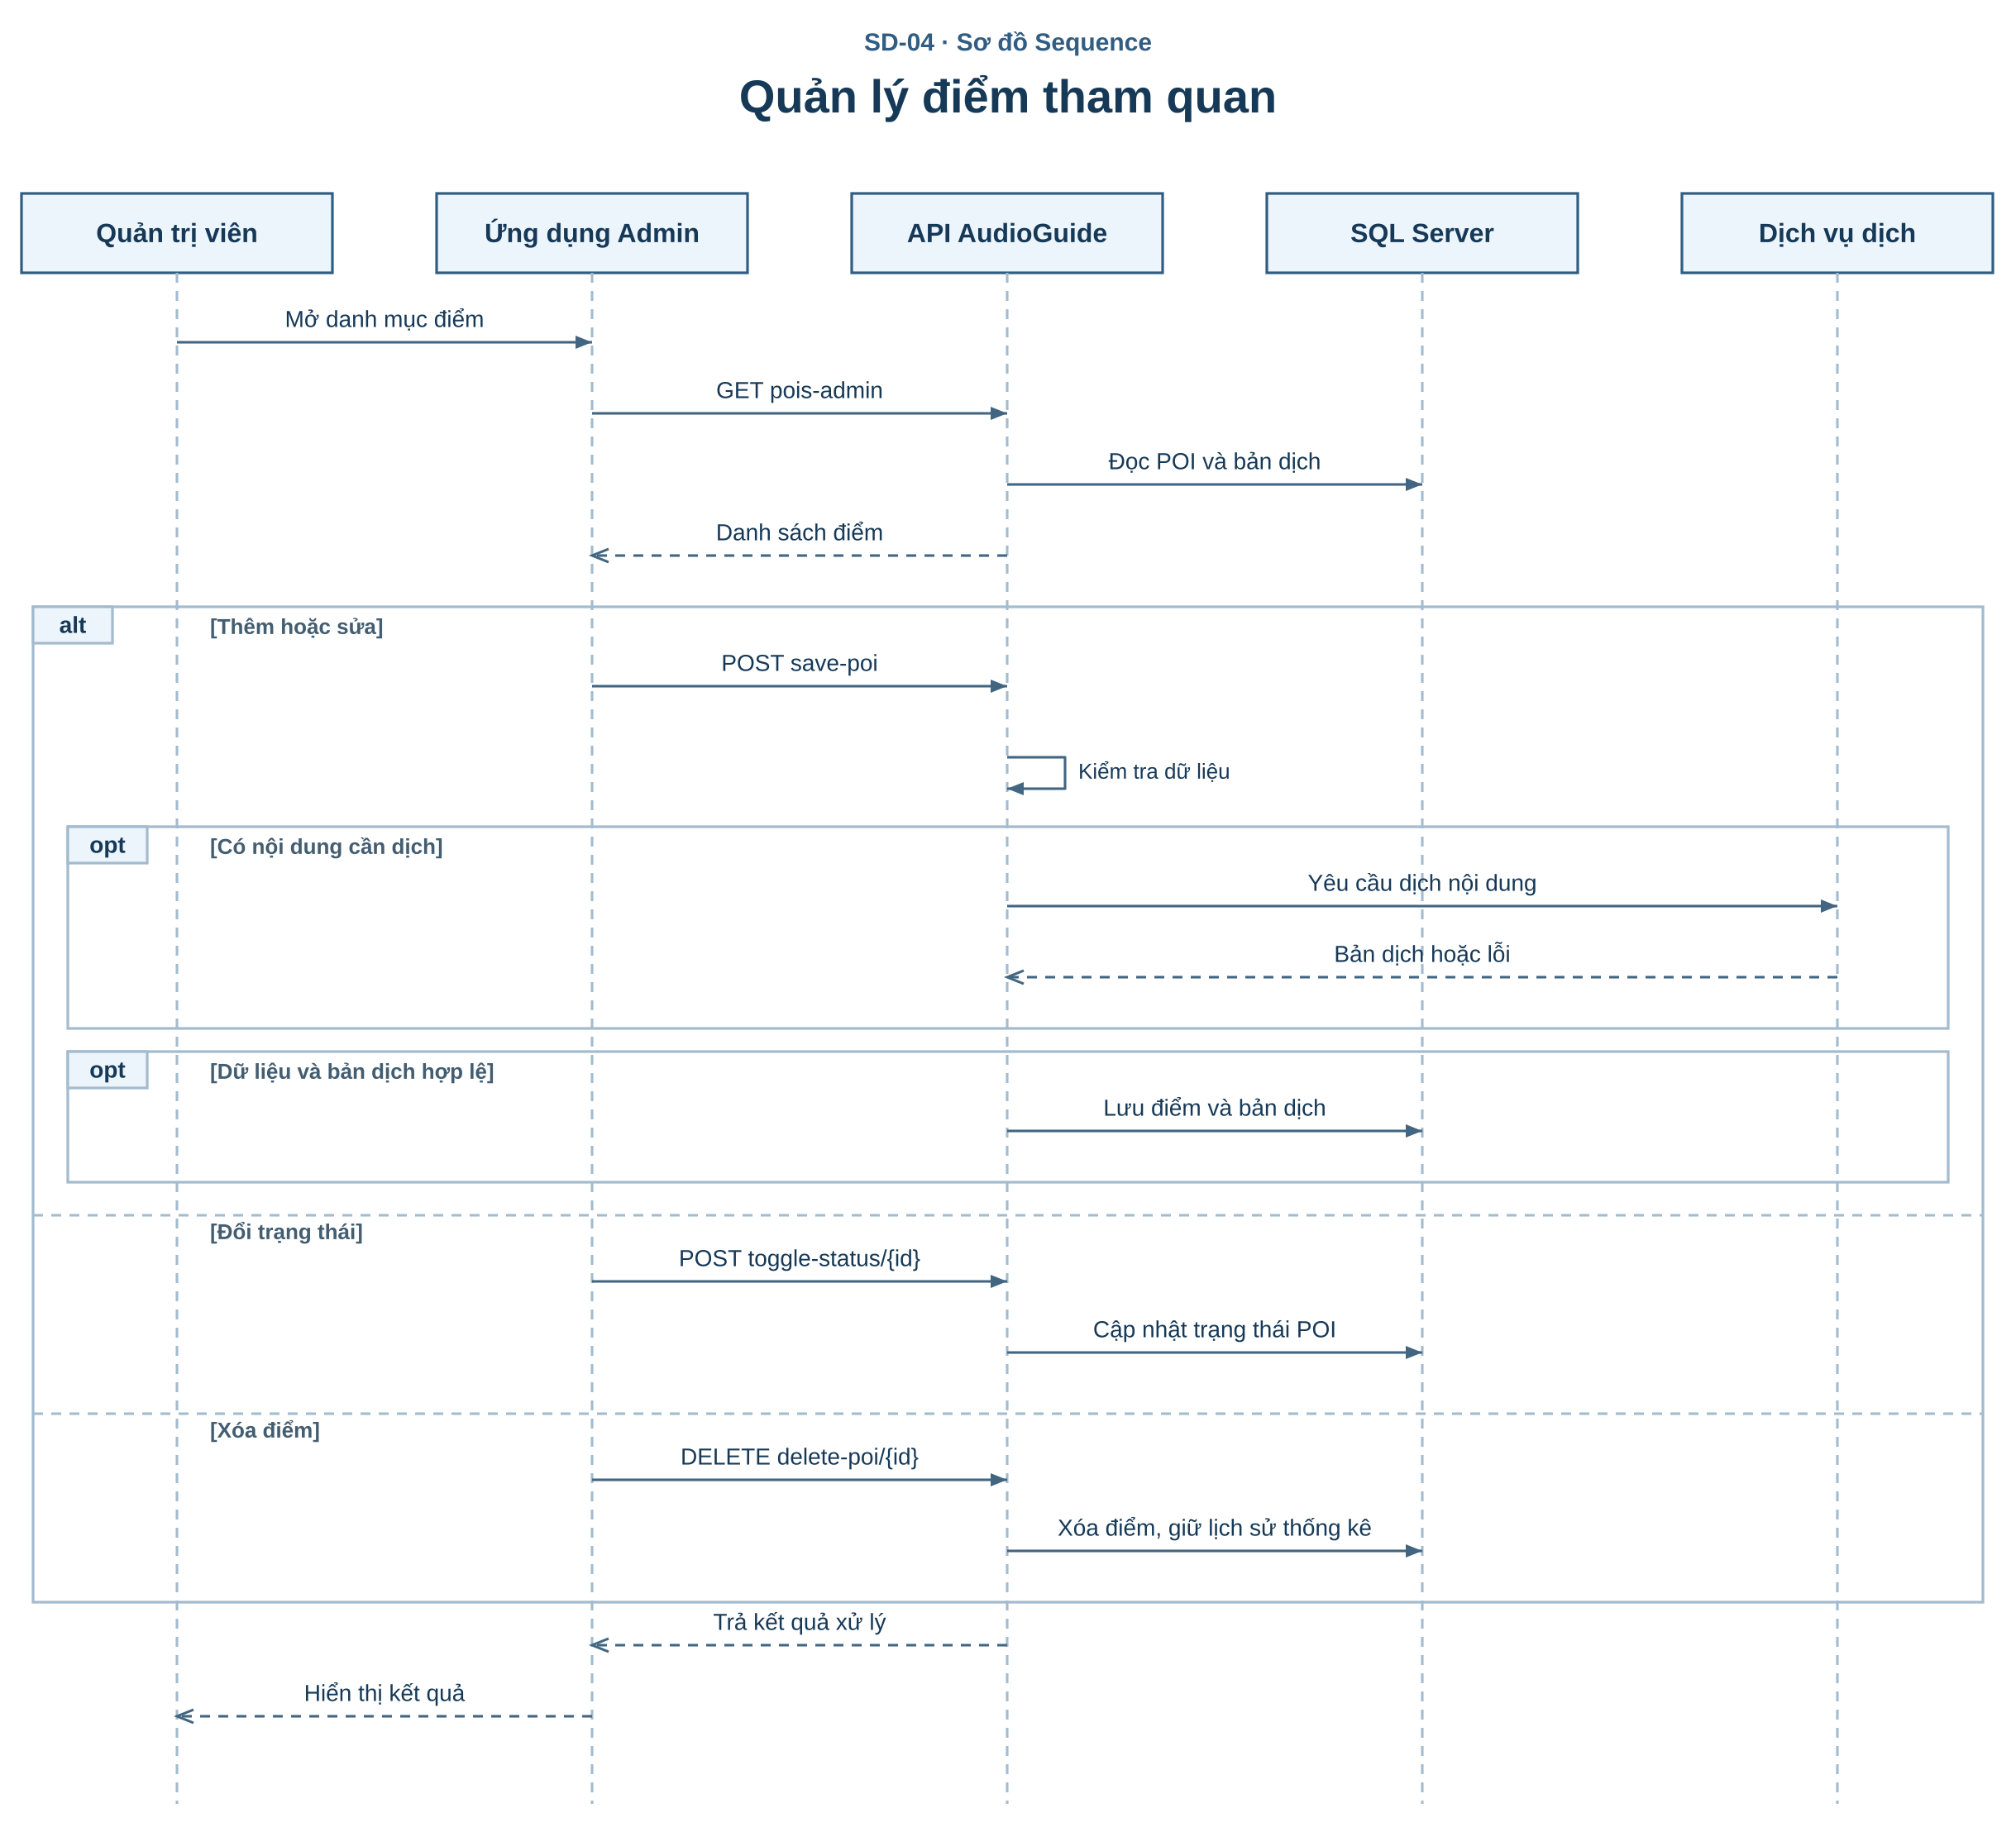 SD-04 · Sơ đồ Sequence
Quản lý điểm tham quan
Quản trị viên
Ứng dụng Admin
API AudioGuide
SQL Server
Dịch vụ dịch
Mở danh mục điểm
GET pois-admin
Đọc POI và bản dịch
Danh sách điểm
alt
[Thêm hoặc sửa]
POST save-poi
Kiểm tra dữ liệu
opt
[Có nội dung cần dịch]
Yêu cầu dịch nội dung
Bản dịch hoặc lỗi
opt
[Dữ liệu và bản dịch hợp lệ]
Lưu điểm và bản dịch
[Đổi trạng thái]
POST toggle-status/{id}
Cập nhật trạng thái POI
[Xóa điểm]
DELETE delete-poi/{id}
Xóa điểm, giữ lịch sử thống kê
Trả kết quả xử lý
Hiển thị kết quả